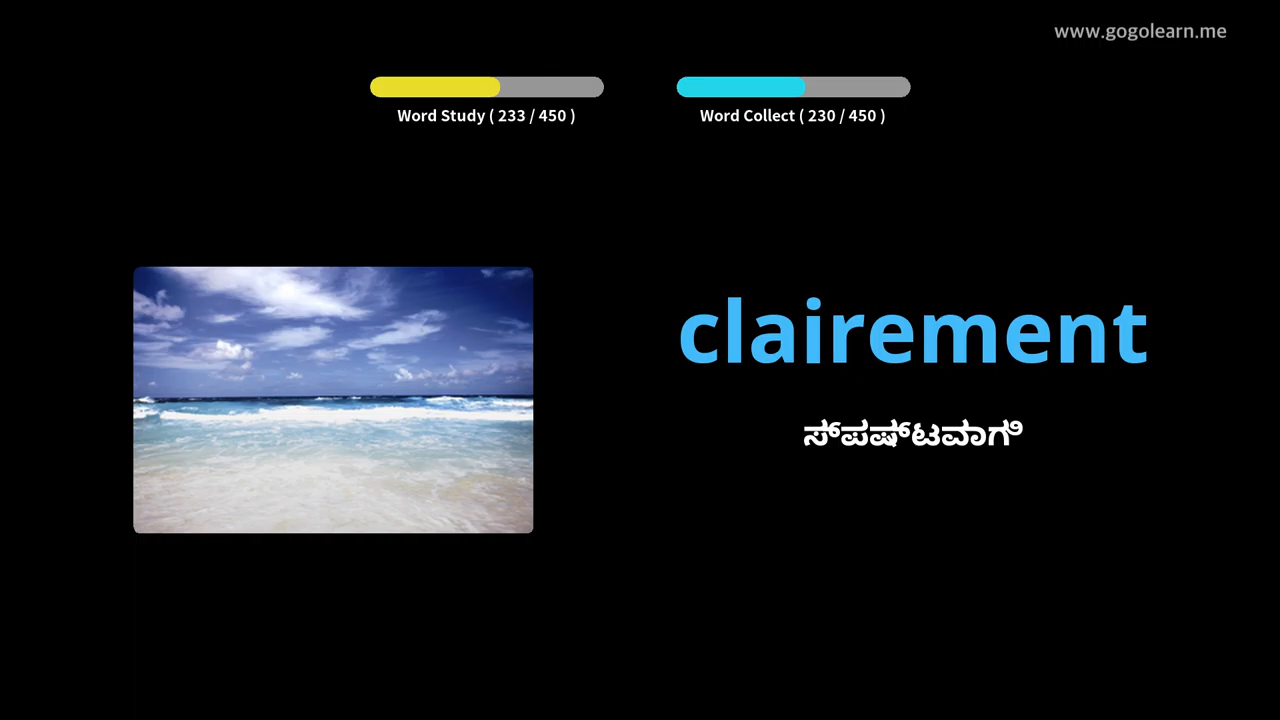 www.gogolearn.me
Word Study ( 233 / 450 )
Word Collect ( 230 / 450 )
clairement
ಸ್ಪಷ್ಟವಾಗಿ